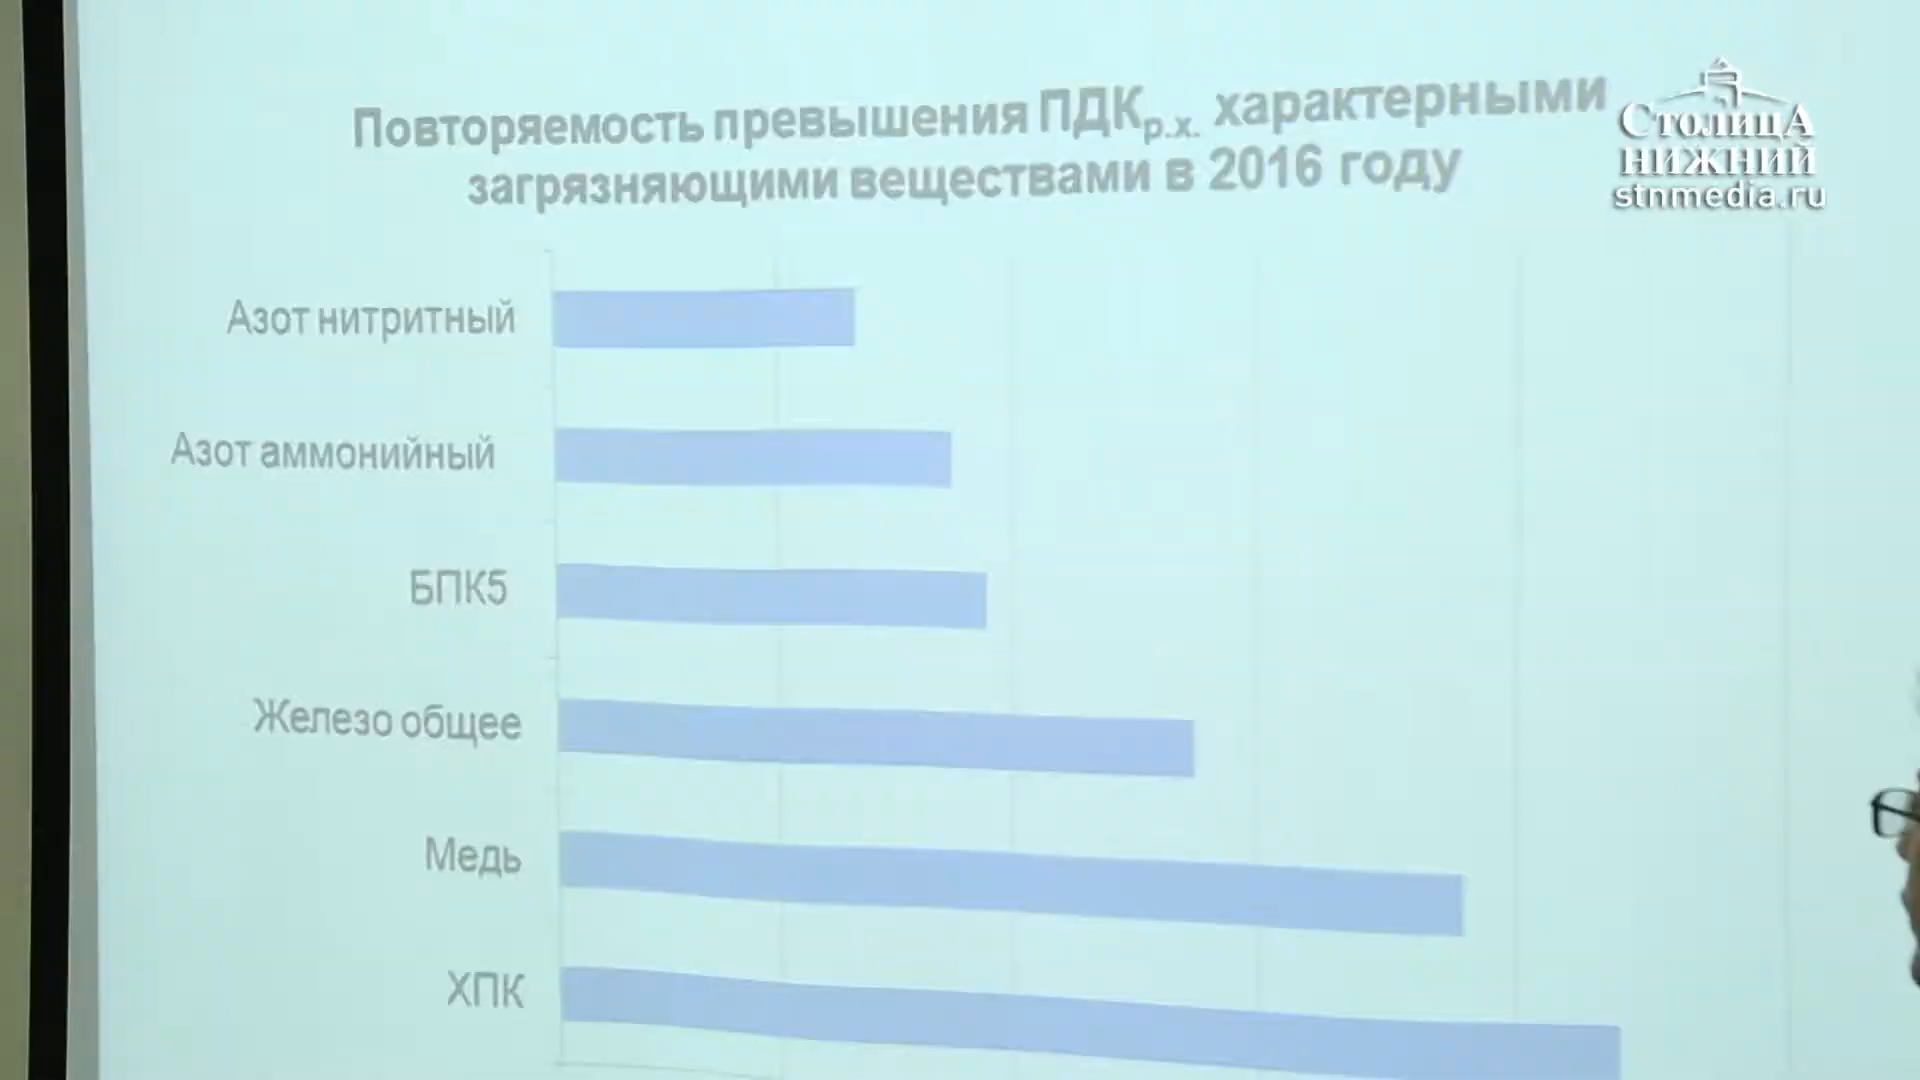 Повторяемость превышения ПДКр.х. характерными
загрязняющими веществами в 2016 году
СтолицА
Нижний
stnmedia.ru
Азот нитритный
Азот аммонийный
БПК5
Железо общее
Медь
ХПК